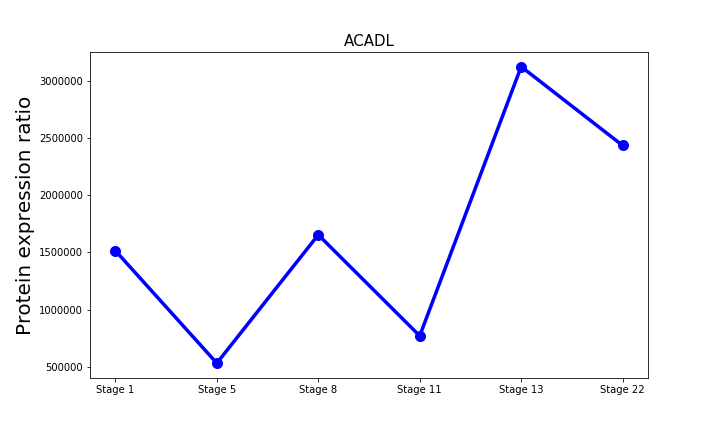 ACADL
Protein expression ratio
3000000
2500000
2000000
1500000
1000000
500000
Stage 1 Stage 5 Stage 8 Stage 11 Stage 13 Stage 22